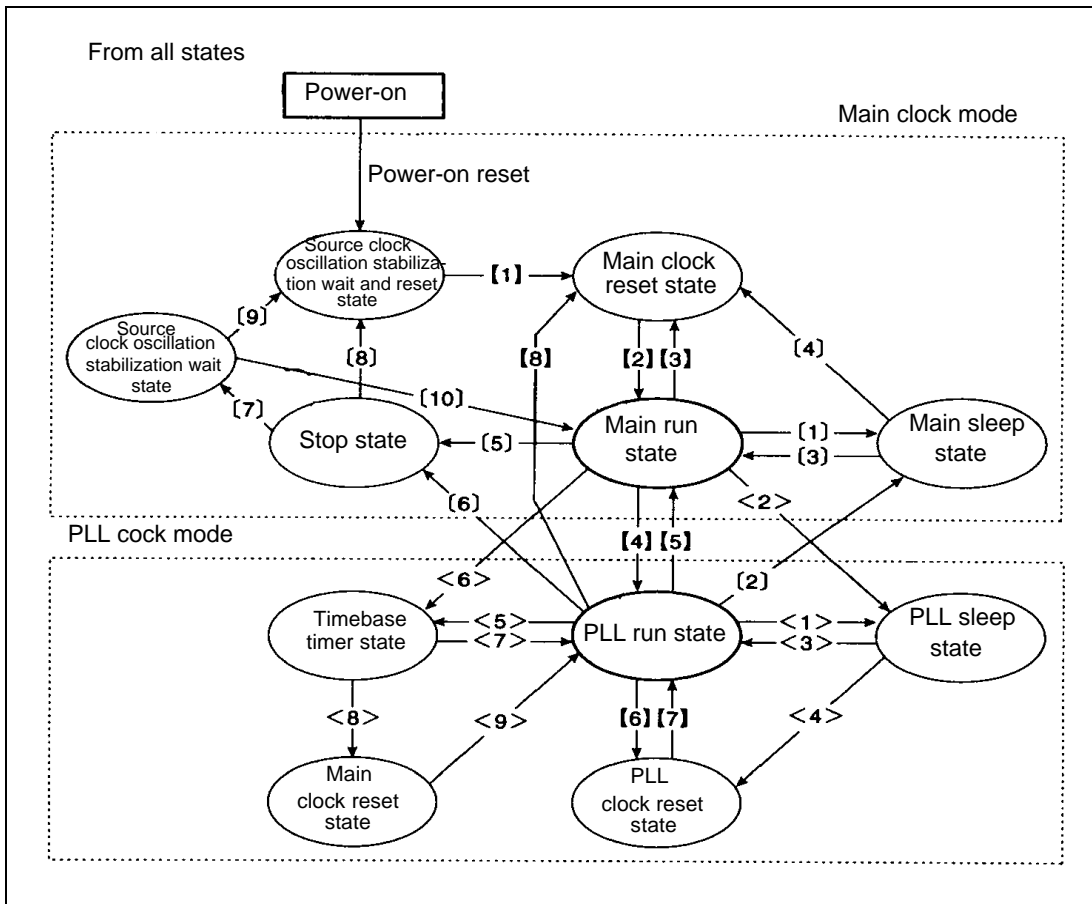 From all states
Power-on
Main clock mode
Power-on reset
Source clock
oscillation stabiliza-
tion wait and reset
state
【1】
Main clock
reset state
〔9〕
Source
clock oscillation
stabilization wait
state
〔8〕
【8】
【2】
【3】
〔4〕
〔7〕
〔10〕
Stop state
〔5〕
Main run
state
〔1〕
〔3〕
Main sleep
state
〔6〕
<2>
PLL cock mode
【4】
【5】
〔2〕
<6>
Timebase
timer state
<5>
<7>
PLL run state
<1>
<3>
PLL sleep
state
<8>
<9>
【6】
【7】
<4>
Main
clock reset
state
PLL
clock reset
state